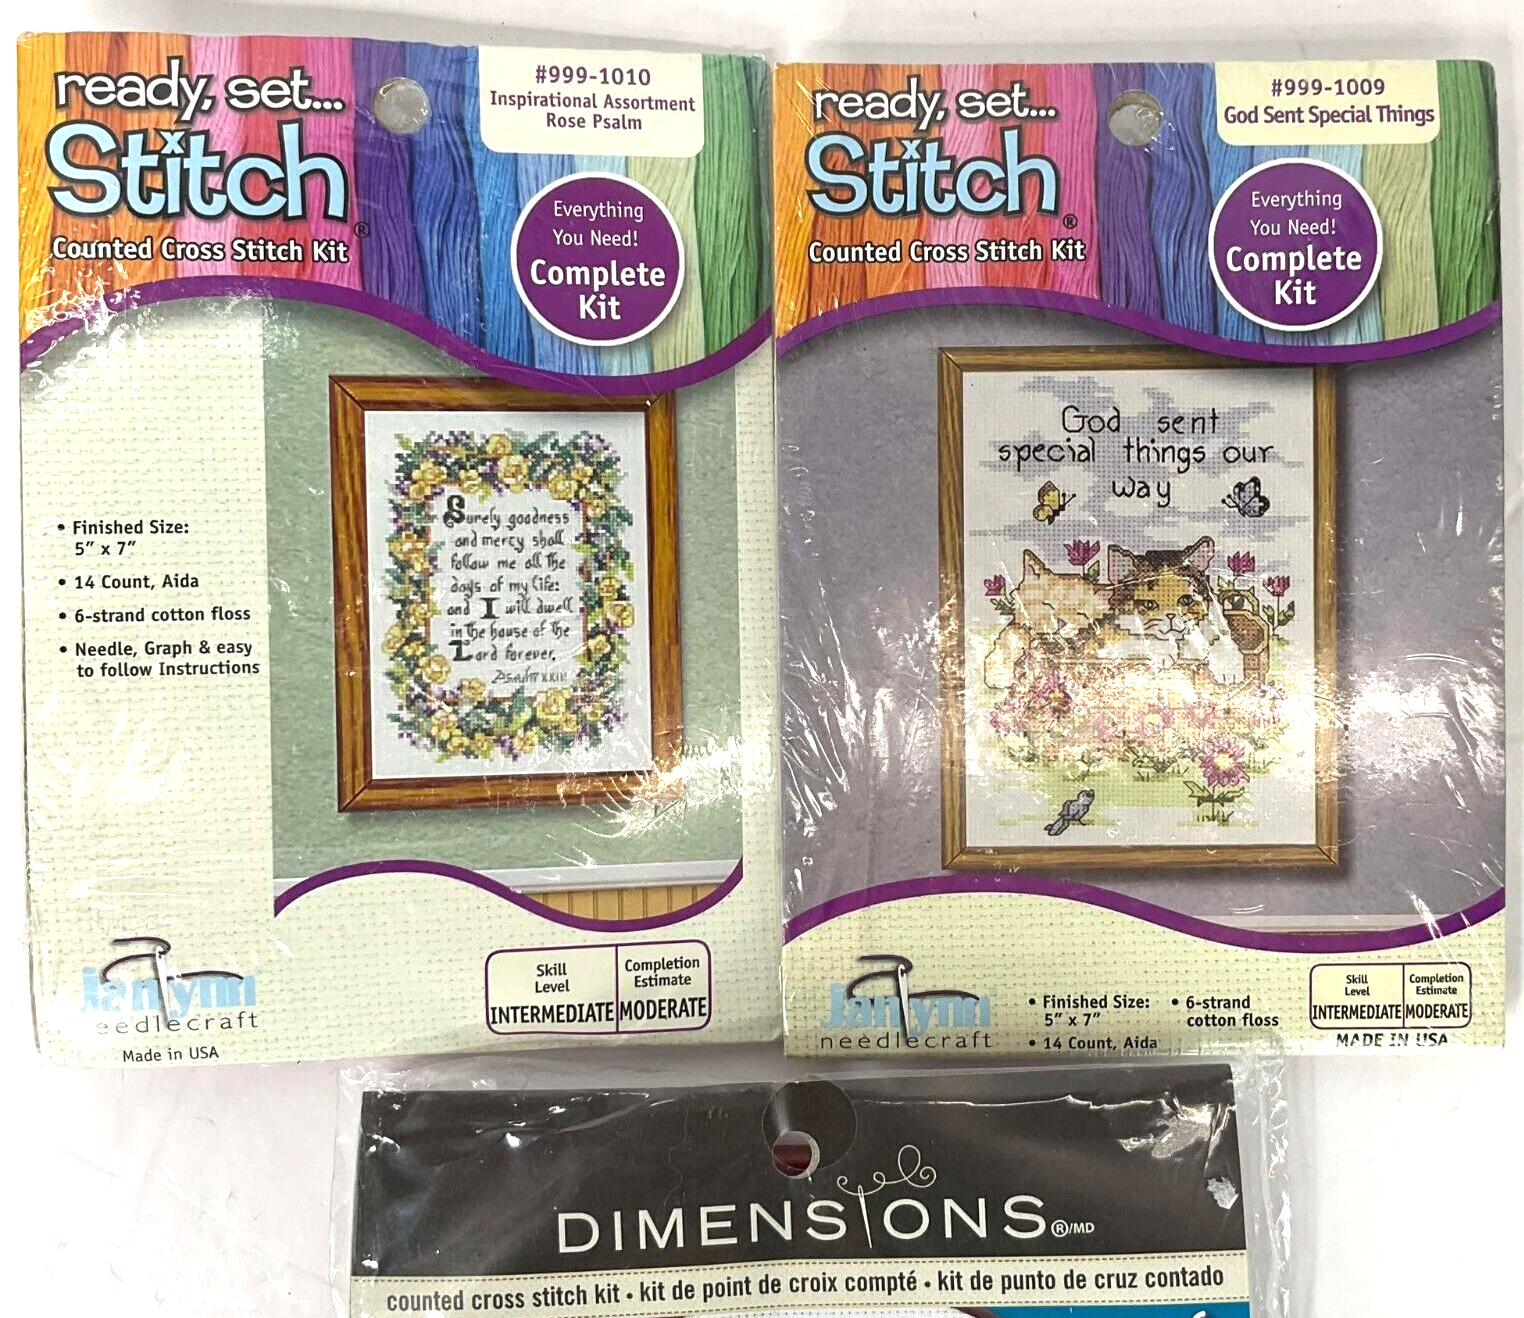 ready, set...
Stitch®
Counted Cross Stitch Kit
#999-1010
Inspirational Assortment
Rose Psalm
Everything
You Need!
Complete
Kit
• Finished Size:
5" x 7"
• 14 Count, Aida
• 6-strand cotton floss
• Needle, Graph & easy
to follow Instructions
Surely goodness
and mercy shall
follow me all the
days of my life:
and I will dwell
in the house of the
Lord forever.
Psalm XXIII
Janlynn
needlecraft
Made in USA
Skill
Level
INTERMEDIATE
Completion
Estimate
MODERATE
ready, set...
Stitch®
Counted Cross Stitch Kit
#999-1009
God Sent Special Things
Everything
You Need!
Complete
Kit
God sent
special things our
way
Janlynn
needlecraft
• Finished Size:
5" x 7"
• 14 Count, Aida
• 6-strand
cotton floss
Skill
Level
INTERMEDIATE
Completion
Estimate
MODERATE
MADE IN USA
DIMENSIONS®/MD
counted cross stitch kit • kit de point de croix compté • kit de punto de cruz contado